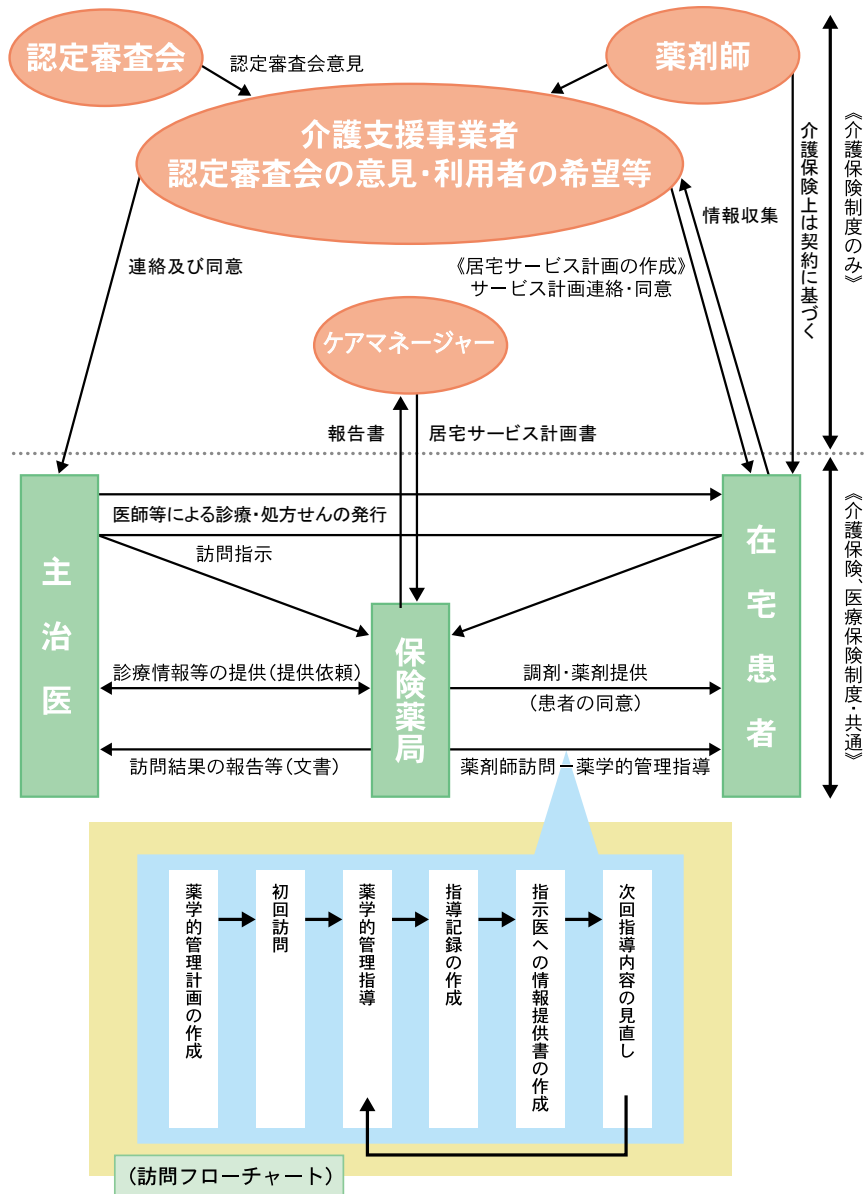 認定審査会
認定審査会意見
薬剤師
介護支援事業者
認定審査会の意見・利用者の希望等
《介護保険制度のみ》
介護保険上は契約に基づく
情報収集
連絡及び同意
《居宅サービス計画の作成》
サービス計画連絡・同意
ケアマネージャー
報告書
居宅サービス計画書
《介護保険、医療保険制度・共通》
主治医
在宅患者
医師等による診療・処方せんの発行
訪問指示
保険薬局
診療情報等の提供(提供依頼)
調剤・薬剤提供
(患者の同意)
訪問結果の報告等(文書)
薬剤師訪問－薬学的管理指導
薬学的管理計画の作成
初回訪問
薬学的管理指導
指導記録の作成
指示医への情報提供書の作成
次回指導内容の見直し
(訪問フローチャート)